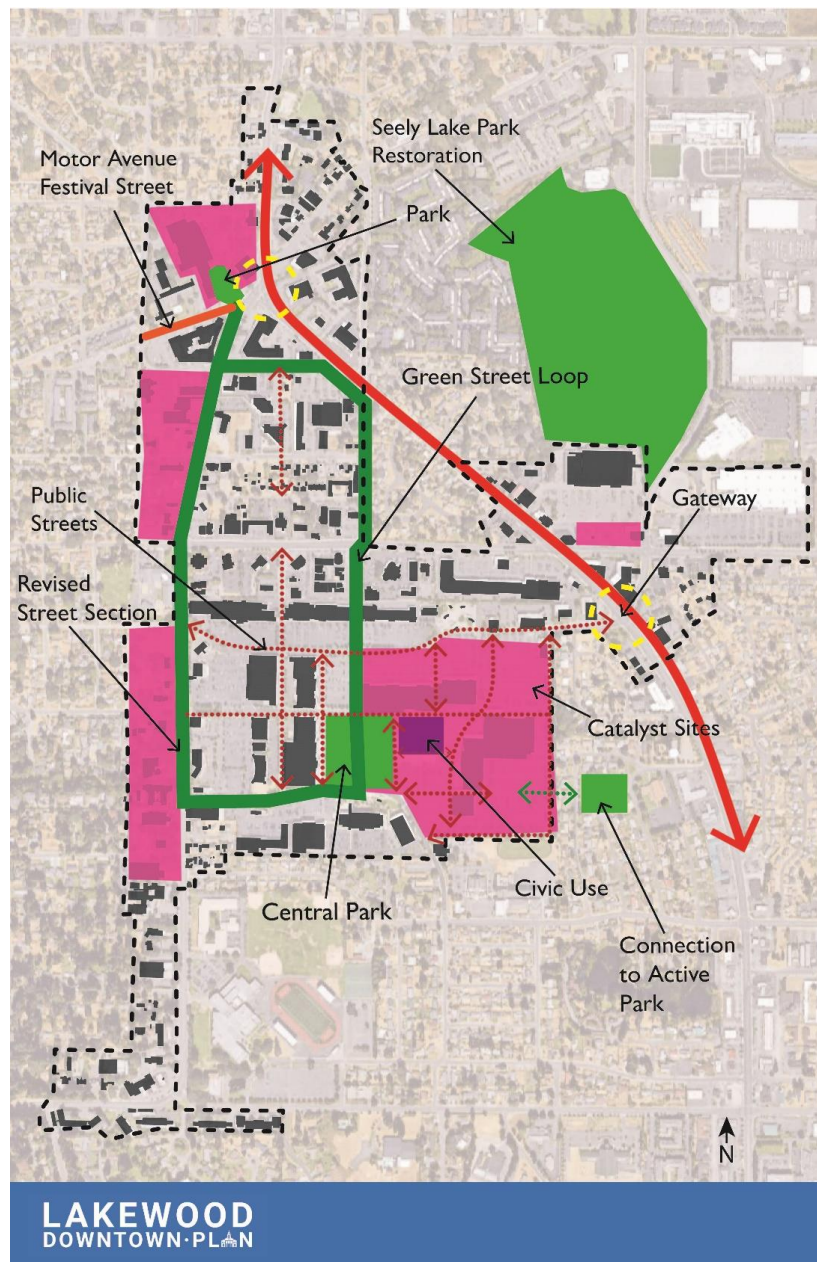 Seely Lake Park
Restoration
Motor Avenue
Festival Street
Park
Green Street Loop
Public
Streets
Gateway
Revised
Street Section
Catalyst Sites
Civic Use
Central Park
Connection
to Active
Park
N
LAKEWOOD
DOWNTOWN·PLAN